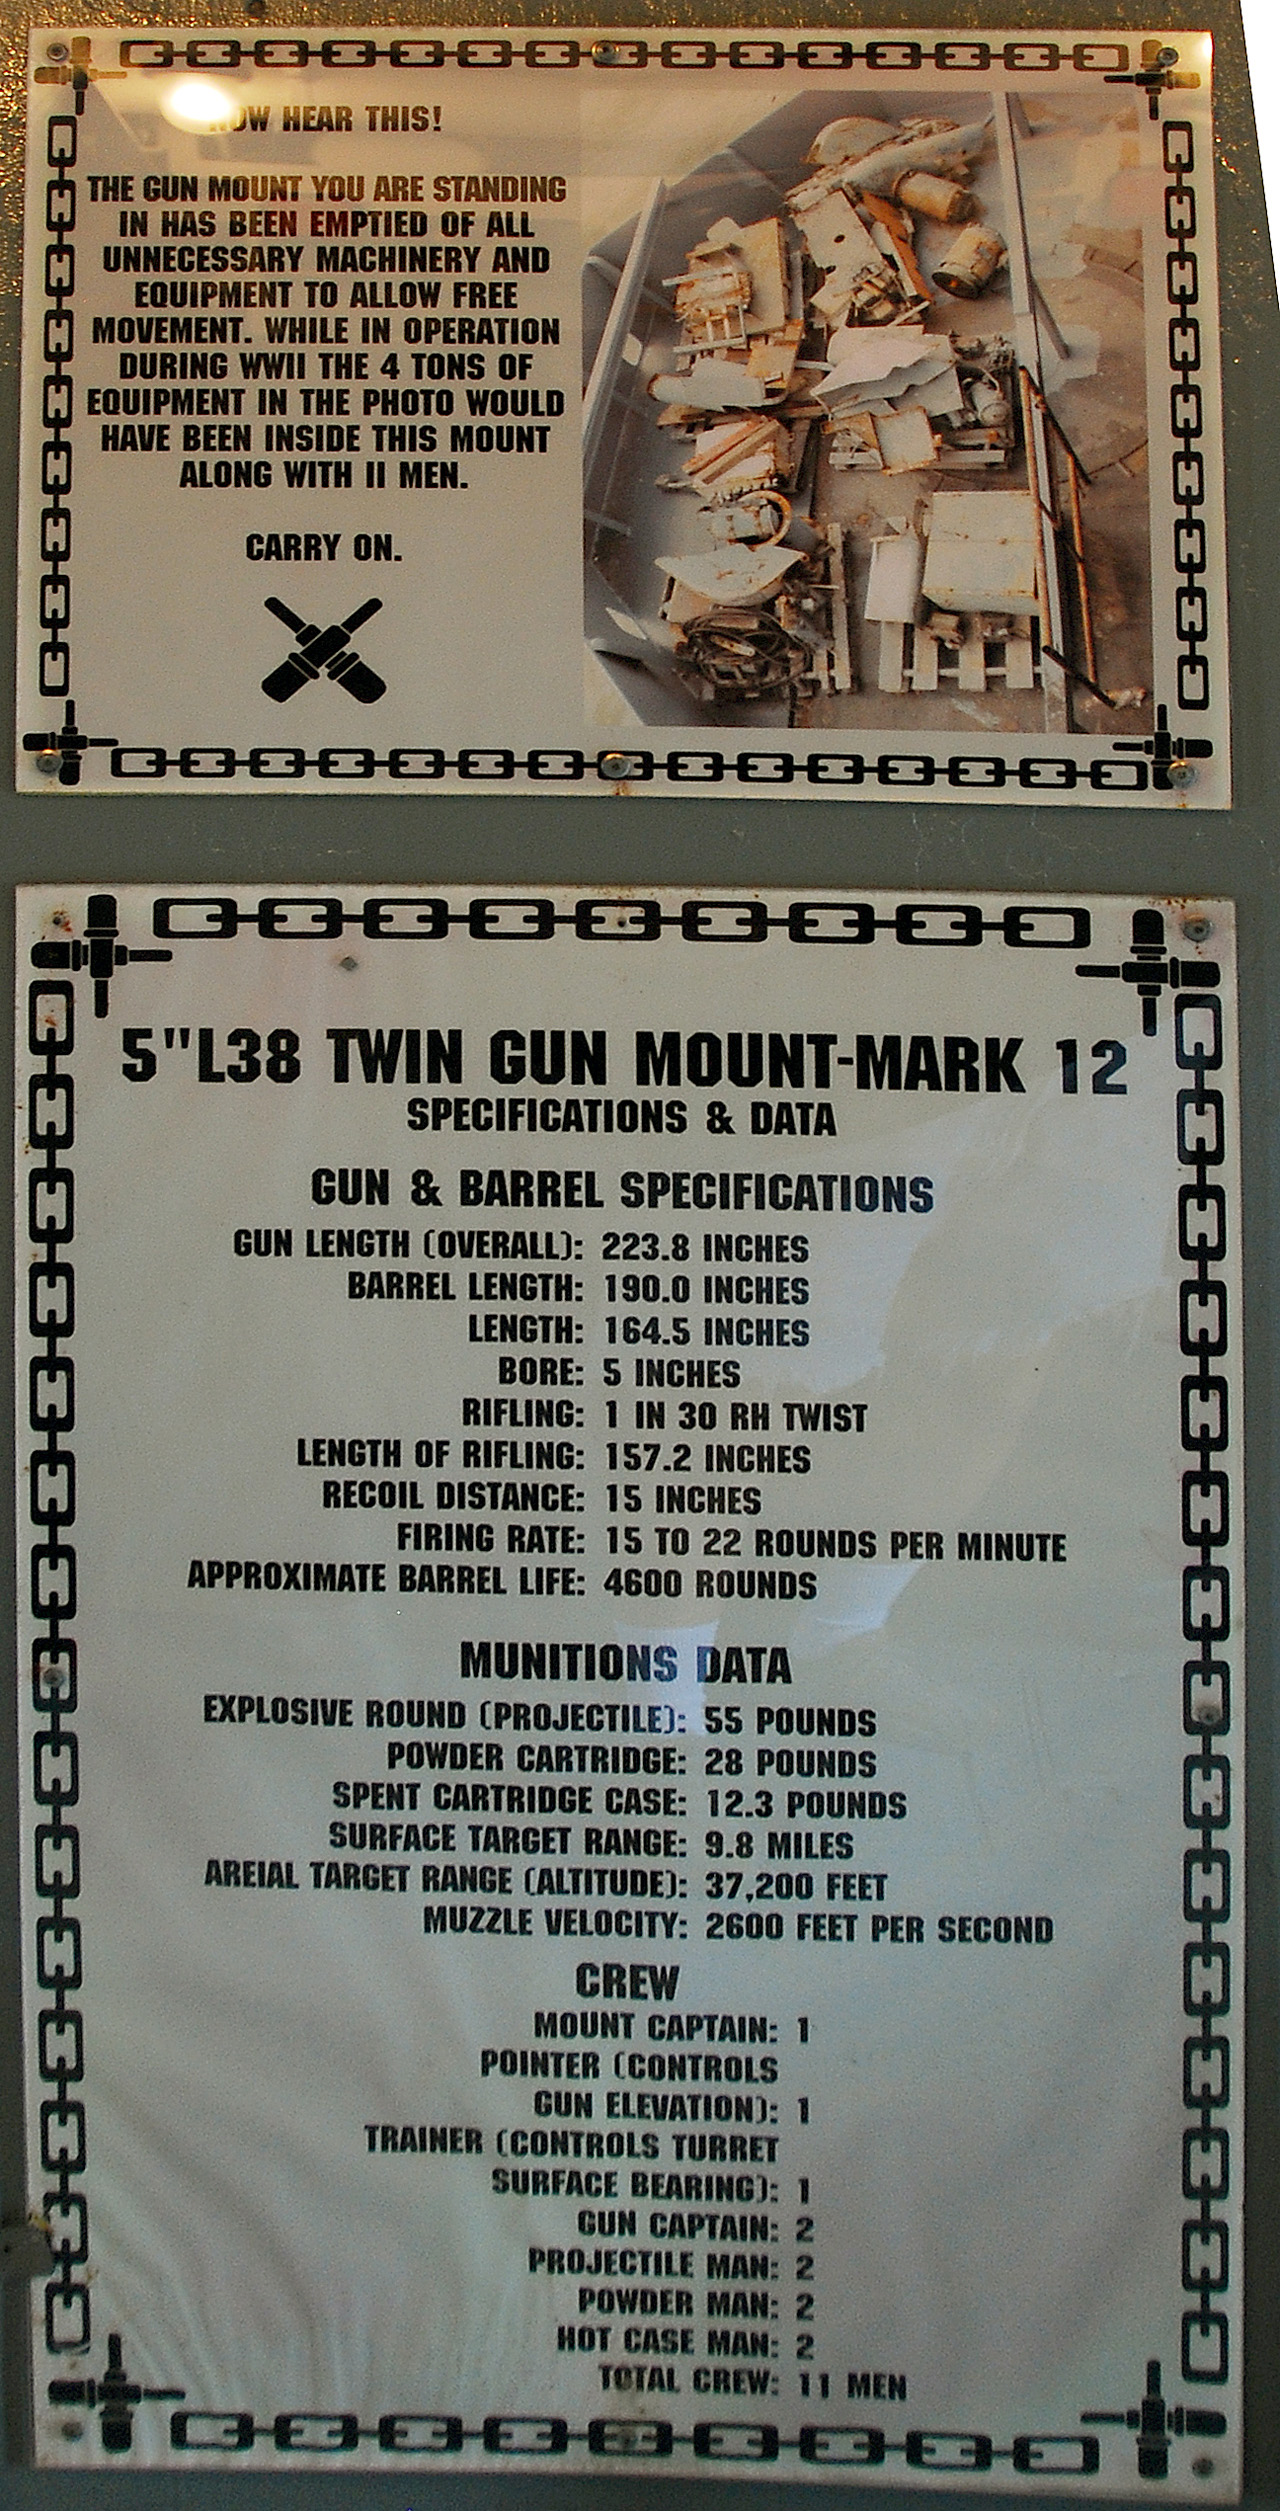 NOW HEAR THIS!
THE GUN MOUNT YOU ARE STANDING
IN HAS BEEN EMPTIED OF ALL
UNNECESSARY MACHINERY AND
EQUIPMENT TO ALLOW FREE
MOVEMENT. WHILE IN OPERATION
DURING WWII THE 4 TONS OF
EQUIPMENT IN THE PHOTO WOULD
HAVE BEEN INSIDE THIS MOUNT
ALONG WITH 11 MEN.
CARRY ON.
5"L38 TWIN GUN MOUNT-MARK 12
SPECIFICATIONS & DATA
GUN & BARREL SPECIFICATIONS
GUN LENGTH (OVERALL): 223.8 INCHES
BARREL LENGTH: 190.0 INCHES
LENGTH: 164.5 INCHES
BORE: 5 INCHES
RIFLING: 1 IN 30 RH TWIST
LENGTH OF RIFLING: 157.2 INCHES
RECOIL DISTANCE: 15 INCHES
FIRING RATE: 15 TO 22 ROUNDS PER MINUTE
APPROXIMATE BARREL LIFE: 4600 ROUNDS
MUNITIONS DATA
EXPLOSIVE ROUND (PROJECTILE): 55 POUNDS
POWDER CARTRIDGE: 28 POUNDS
SPENT CARTRIDGE CASE: 12.3 POUNDS
SURFACE TARGET RANGE: 9.8 MILES
AREIAL TARGET RANGE (ALTITUDE): 37,200 FEET
MUZZLE VELOCITY: 2600 FEET PER SECOND
CREW
MOUNT CAPTAIN: 1
POINTER (CONTROLS
GUN ELEVATION): 1
TRAINER (CONTROLS TURRET
SURFACE BEARING): 1
GUN CAPTAIN: 2
PROJECTILE MAN: 2
POWDER MAN: 2
HOT CASE MAN: 2
TOTAL CREW: 11 MEN